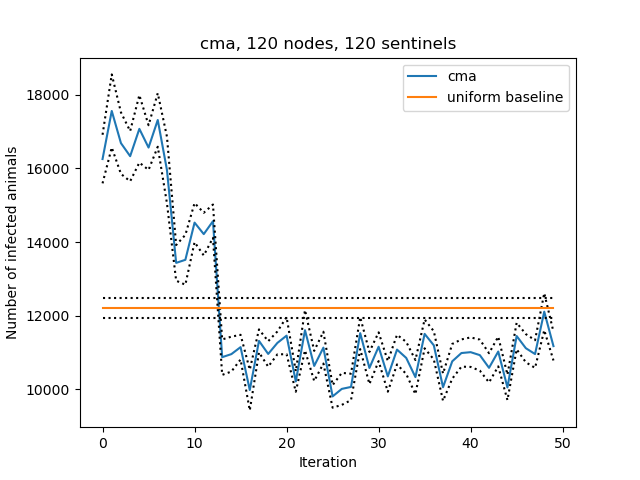 cma, 120 nodes, 120 sentinels
cma
uniform baseline
Number of infected animals
18000
16000
14000
12000
10000
0
10
20
30
40
50
Iteration